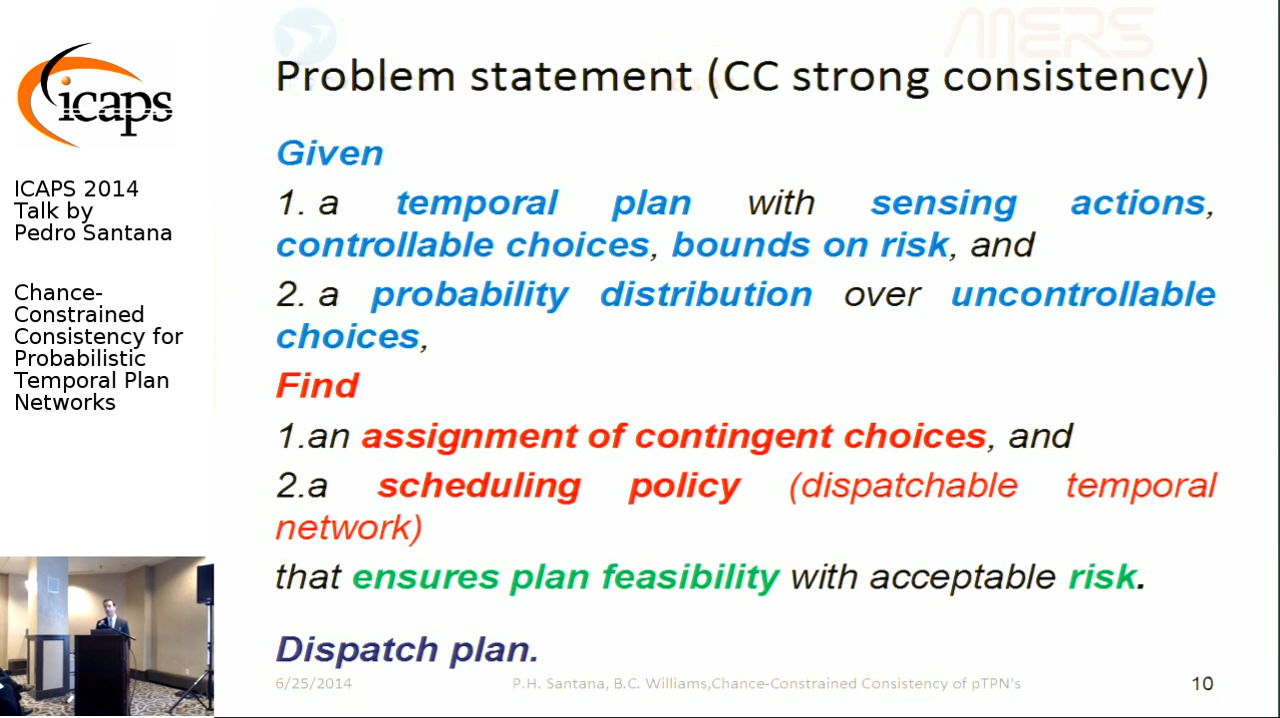 icaps
ICAPS 2014
Talk by
Pedro Santana
Chance-
Constrained
Consistency for
Probabilistic
Temporal Plan
Networks
MERS
Problem statement (CC strong consistency)
Given
1. a temporal plan with sensing actions,
controllable choices, bounds on risk, and
2. a probability distribution over uncontrollable
choices,
Find
1.an assignment of contingent choices, and
2.a scheduling policy (dispatchable temporal
network)
that ensures plan feasibility with acceptable risk.
Dispatch plan.
6/25/2014
P.H. Santana, B.C. Williams,Chance-Constrained Consistency of pTPN's
10